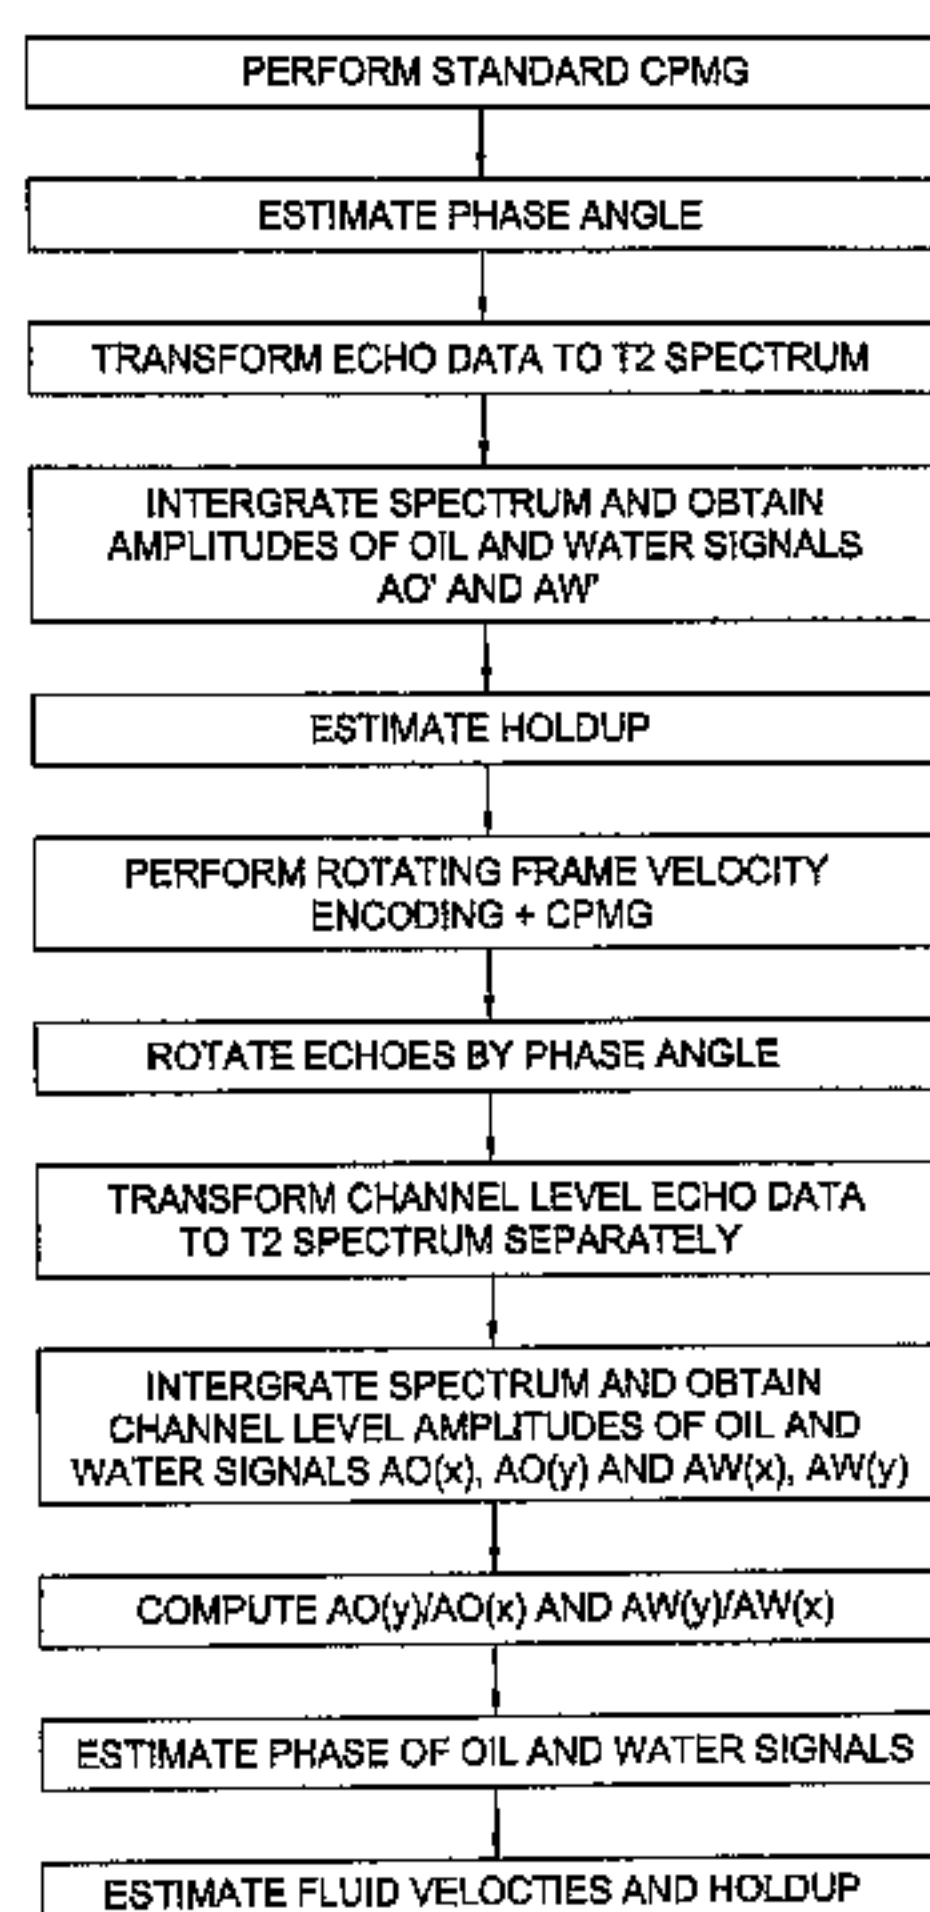 PERFORM STANDARD CPMG
ESTIMATE PHASE ANGLE
TRANSFORM ECHO DATA TO T2 SPECTRUM
INTERGRATE SPECTRUM AND OBTAIN
AMPLITUDES OF OIL AND WATER SIGNALS
AO' AND AW'
ESTIMATE HOLDUP
PERFORM ROTATING FRAME VELOCITY
ENCODING + CPMG
ROTATE ECHOES BY PHASE ANGLE
TRANSFORM CHANNEL LEVEL ECHO DATA
TO T2 SPECTRUM SEPARATELY
INTERGRATE SPECTRUM AND OBTAIN
CHANNEL LEVEL AMPLITUDES OF OIL AND
WATER SIGNALS AO(x), AO(y) AND AW(x), AW(y)
COMPUTE AO(y)/AO(x) AND AW(y)/AW(x)
ESTIMATE PHASE OF OIL AND WATER SIGNALS
ESTIMATE FLUID VELOCTIES AND HOLDUP